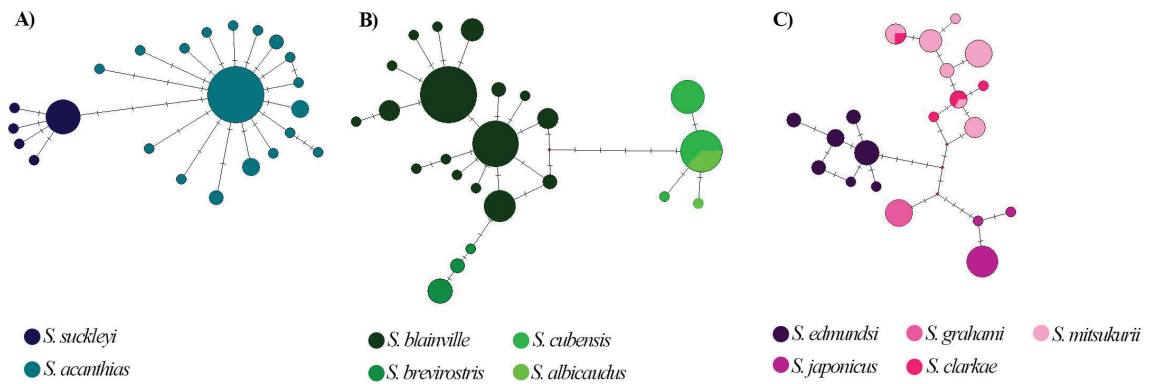 A) B) C)
S. suckleyi S. blainville S. cubensis S. edmundsi S. grahami S. mitsukurii
S. acanthias S. brevirostris S. albicaudus S. japonicus S. clarkae